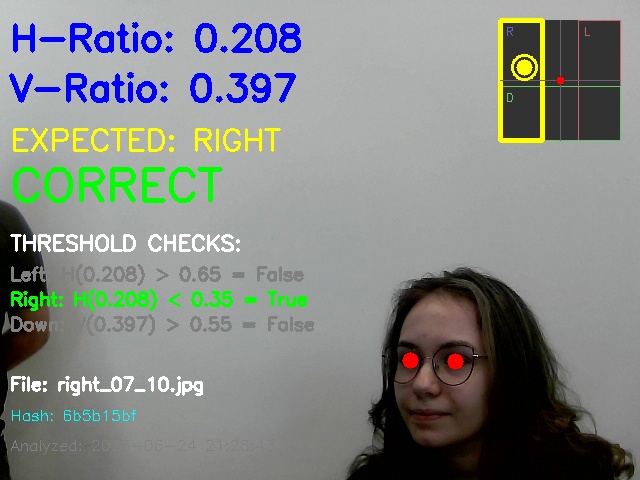 H-Ratio: 0.208
V-Ratio: 0.397
EXPECTED: RIGHT
CORRECT
THRESHOLD CHECKS:
Left: H(0.208) > 0.65 = False
Right: H(0.208) < 0.35 = True
Down: V(0.397) > 0.55 = False
File: right_07_10.jpg
Hash: 6b5b15bf
Analyzed:
R
L
D